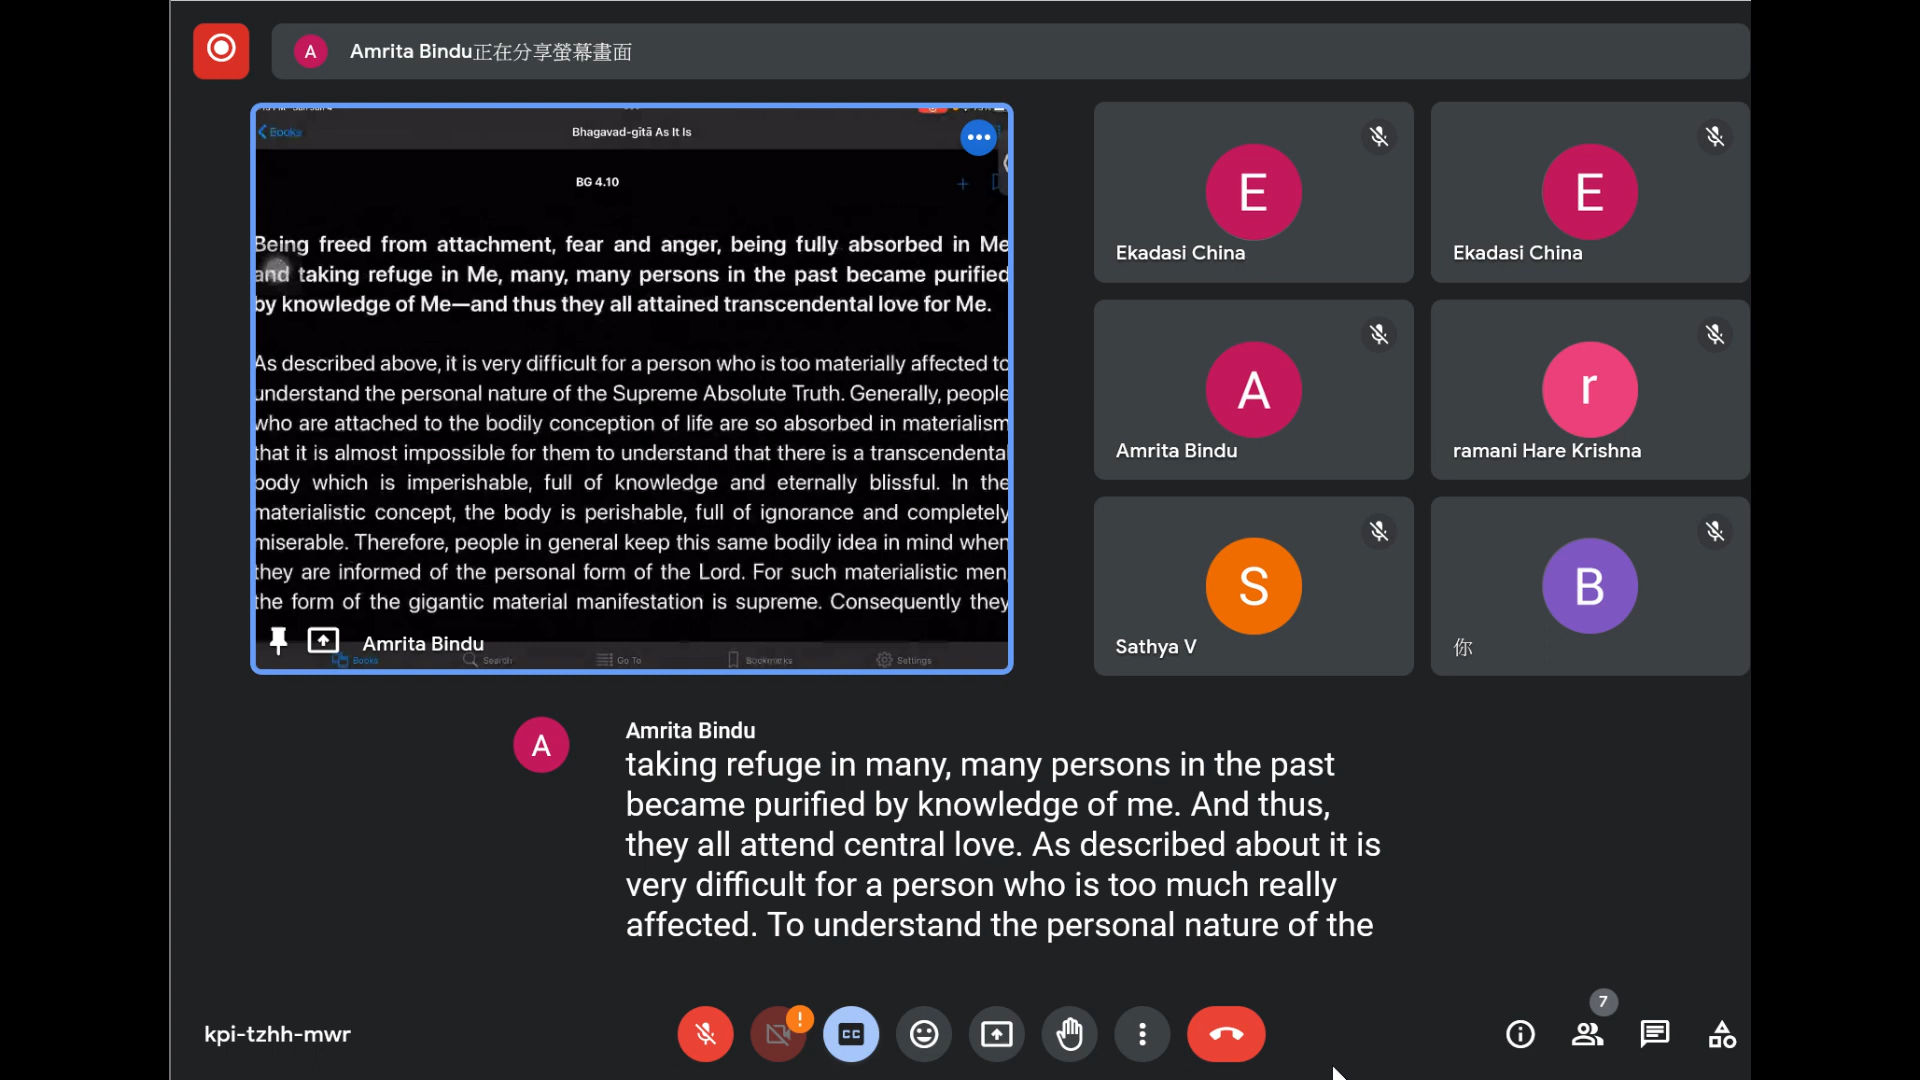 A
Amrita Bindu正在分享螢幕畫面
Books
Bhagavad-gītā As It Is
BG 4.10
Being freed from attachment, fear and anger, being fully absorbed in Me
and taking refuge in Me, many, many persons in the past became purified
by knowledge of Me—and thus they all attained transcendental love for Me.
As described above, it is very difficult for a person who is too materially affected to
understand the personal nature of the Supreme Absolute Truth. Generally, people
who are attached to the bodily conception of life are so absorbed in materialism
that it is almost impossible for them to understand that there is a transcendental
body which is imperishable, full of knowledge and eternally blissful. In the
materialistic concept, the body is perishable, full of ignorance and completely
miserable. Therefore, people in general keep this same bodily idea in mind when
they are informed of the personal form of the Lord. For such materialistic men,
the form of the gigantic material manifestation is supreme. Consequently they
Amrita Bindu
Books
Search
Go To
Bookmarks
Settings
E
Ekadasi China
E
Ekadasi China
A
Amrita Bindu
r
ramani Hare Krishna
S
Sathya V
B
你
A
Amrita Bindu
taking refuge in many, many persons in the past
became purified by knowledge of me. And thus,
they all attend central love. As described about it is
very difficult for a person who is too much really
affected. To understand the personal nature of the
kpi-tzhh-mwr
!
CC
7